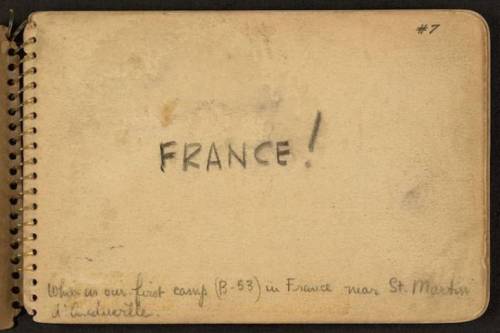 #7
FRANCE!
our first camp (B-53) in France near St. Martin